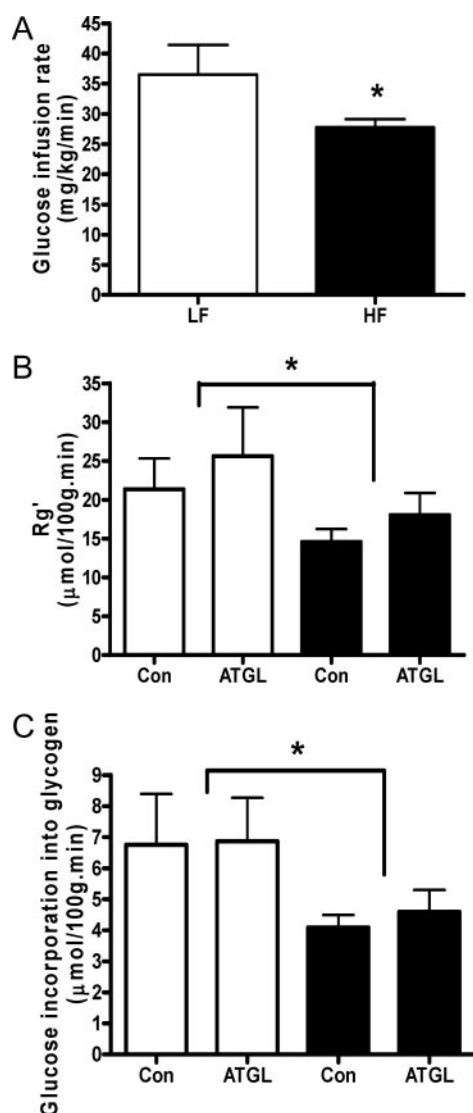 A
Glucose infusion rate
(mg/kg/min)
45
40
35
30
25
20
15
10
5
0
*
LF HF
B
Rg'
(μmol/100g.min)
35
30
25
20
15
10
5
0
*
Con ATGL Con ATGL
C
Glucose incorporation into glycogen
(μmol/100g.min)
9
8
7
6
5
4
3
2
1
0
*
Con ATGL Con ATGL